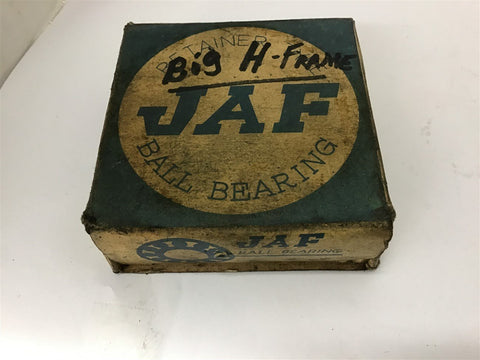 RETAINER
Big H-FRAME
JAF
BALL BEARING
JAF
BALL BEARING